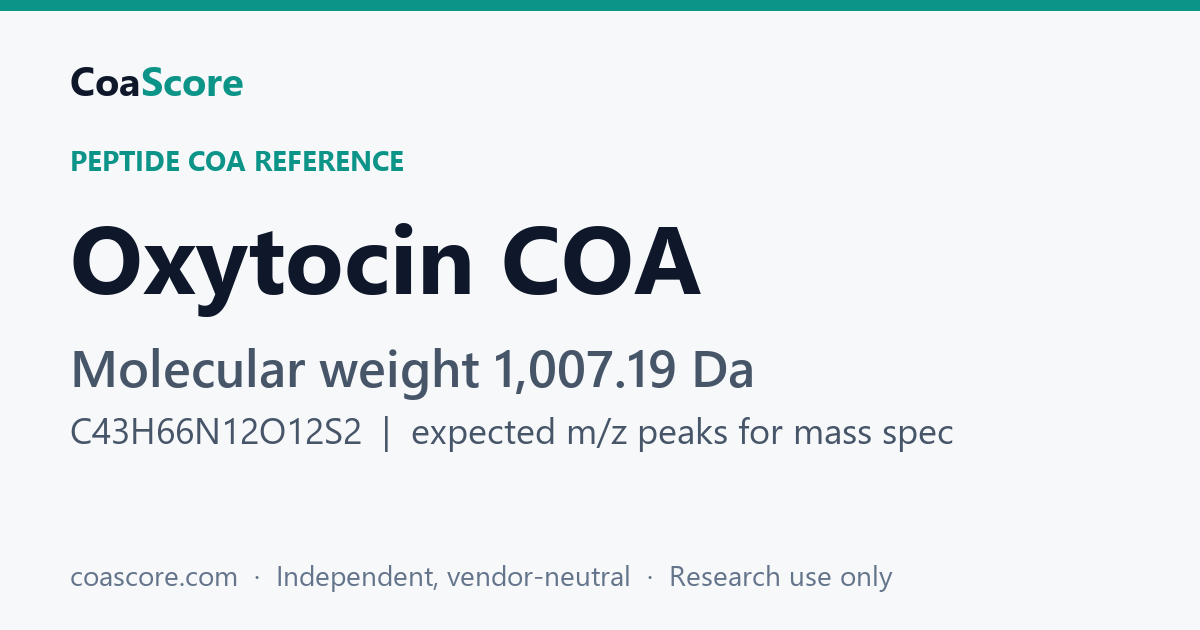 CoaScore
PEPTIDE COA REFERENCE
Oxytocin COA
Molecular weight 1,007.19 Da
C43H66N12O12S2 | expected m/z peaks for mass spec
coascore.com · Independent, vendor-neutral · Research use only